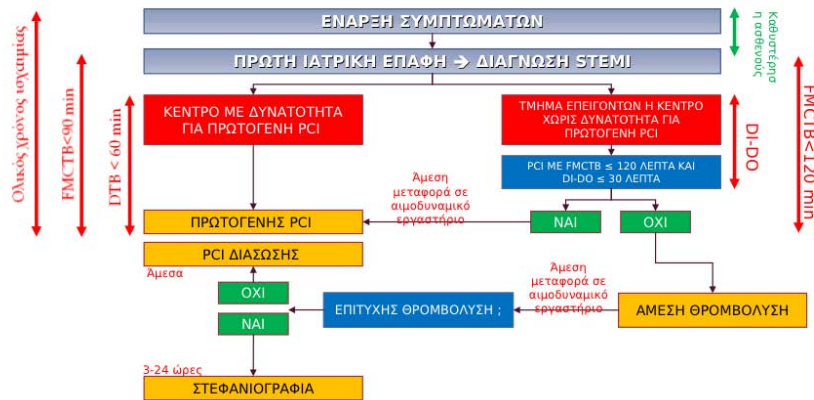 ΕΝΑΡΞΗ ΣΥΜΠΤΩΜΑΤΩΝ
ΠΡΩΤΗ ΙΑΤΡΙΚΗ ΕΠΑΦΗ → ΔΙΑΓΝΩΣΗ STEMI
Καθυστέρησ
η ασθενούς
Ολικός χρόνος ισχαιμίας
FMCTB<90 min
DTB < 60 min
ΚΕΝΤΡΟ ΜΕ ΔΥΝΑΤΟΤΗΤΑ
ΓΙΑ ΠΡΩΤΟΓΕΝΗ PCI
ΤΜΗΜΑ ΕΠΕΙΓΟΝΤΩΝ Η ΚΕΝΤΡΟ
ΧΩΡΙΣ ΔΥΝΑΤΟΤΗΤΑ ΓΙΑ
ΠΡΩΤΟΓΕΝΗ PCI
DI-DO
FMCTB<120 min
PCI ΜΕ FMCTB ≤ 120 ΛΕΠΤΑ ΚΑΙ
DI-DO ≤ 30 ΛΕΠΤΑ
Άμεση
μεταφορά σε
αιμοδυναμικό
εργαστήριο
ΠΡΩΤΟΓΕΝΗΣ PCI
ΝΑΙ
ΟΧΙ
PCI ΔΙΑΣΩΣΗΣ
Άμεσα
ΟΧΙ
ΝΑΙ
ΕΠΙΤΥΧΗΣ ΘΡΟΜΒΟΛΥΣΗ ;
Άμεση
μεταφορά σε
αιμοδυναμικό
εργαστήριο
ΑΜΕΣΗ ΘΡΟΜΒΟΛΥΣΗ
3-24 ώρες
ΣΤΕΦΑΝΙΟΓΡΑΦΙΑ